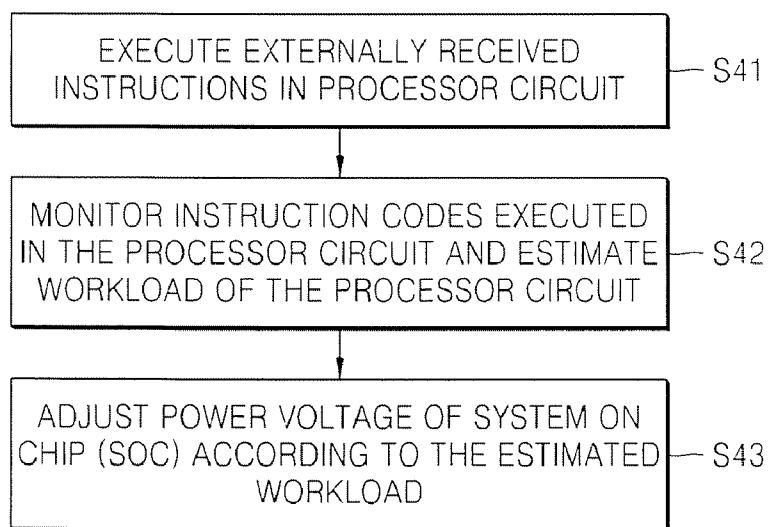 EXECUTE EXTERNALLY RECEIVED
INSTRUCTIONS IN PROCESSOR CIRCUIT
S41
MONITOR INSTRUCTION CODES EXECUTED
IN THE PROCESSOR CIRCUIT AND ESTIMATE
WORKLOAD OF THE PROCESSOR CIRCUIT
S42
ADJUST POWER VOLTAGE OF SYSTEM ON
CHIP (SOC) ACCORDING TO THE ESTIMATED
WORKLOAD
S43